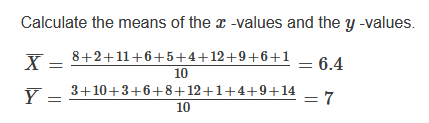 Calculate the means of the x -values and the y -values.
X̅ = 8+2+11+6+5+4+12+9+6+1 / 10 = 6.4
Y̅ = 3+10+3+6+8+12+1+4+9+14 / 10 = 7